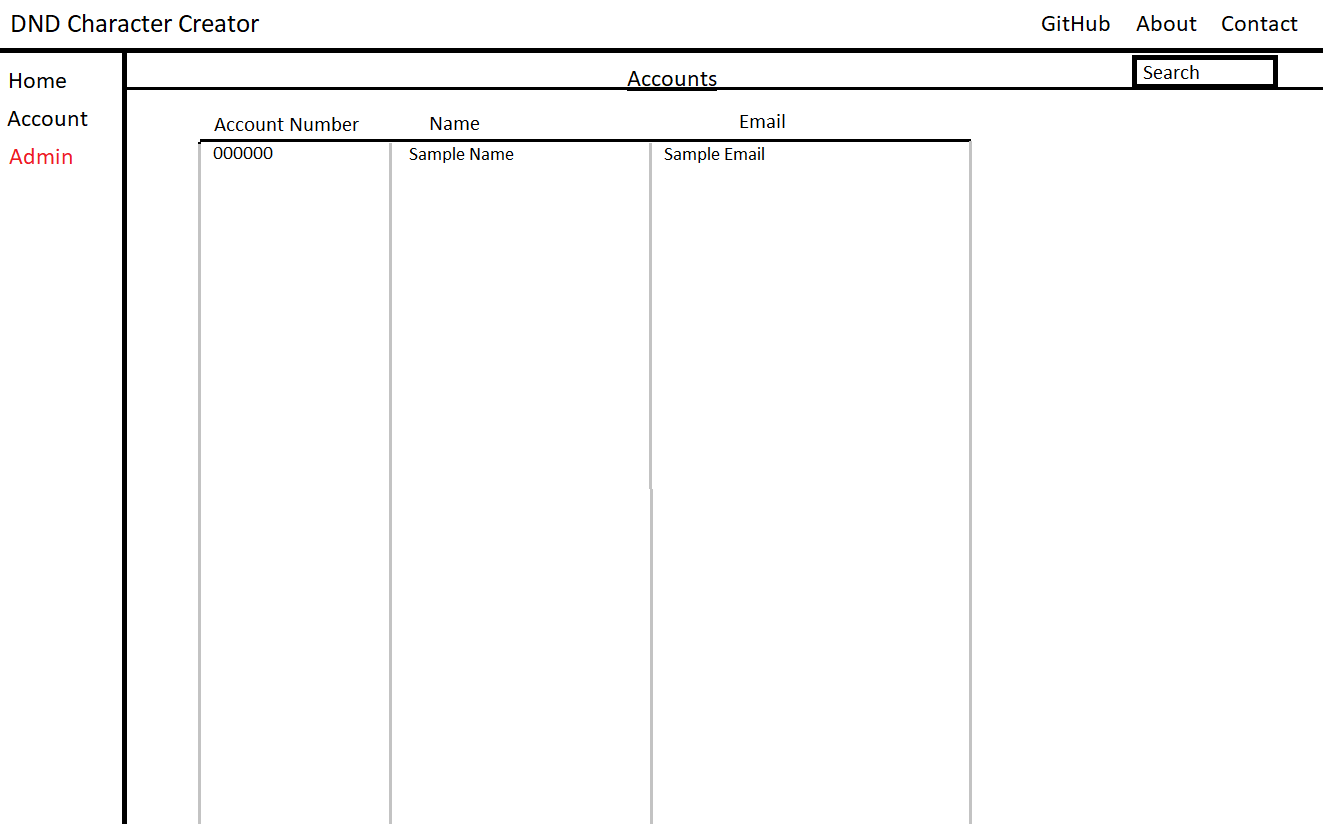 DND Character Creator GitHub About Contact
Home
Accounts
Search
Account
Admin
Account Number Name Email
000000 Sample Name Sample Email